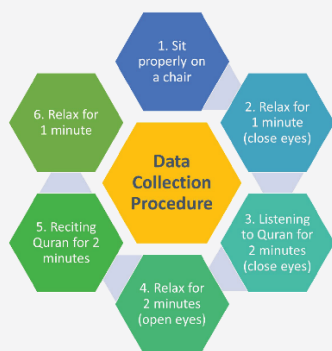 1. Sit
properly on
a chair
2. Relax for
1 minute
(close eyes)
3. Listening
to Quran for
2 minutes
(close eyes)
4. Relax for
2 minutes
(open eyes)
5. Reciting
Quran for 2
minutes
6. Relax for
1 minute
Data
Collection
Procedure